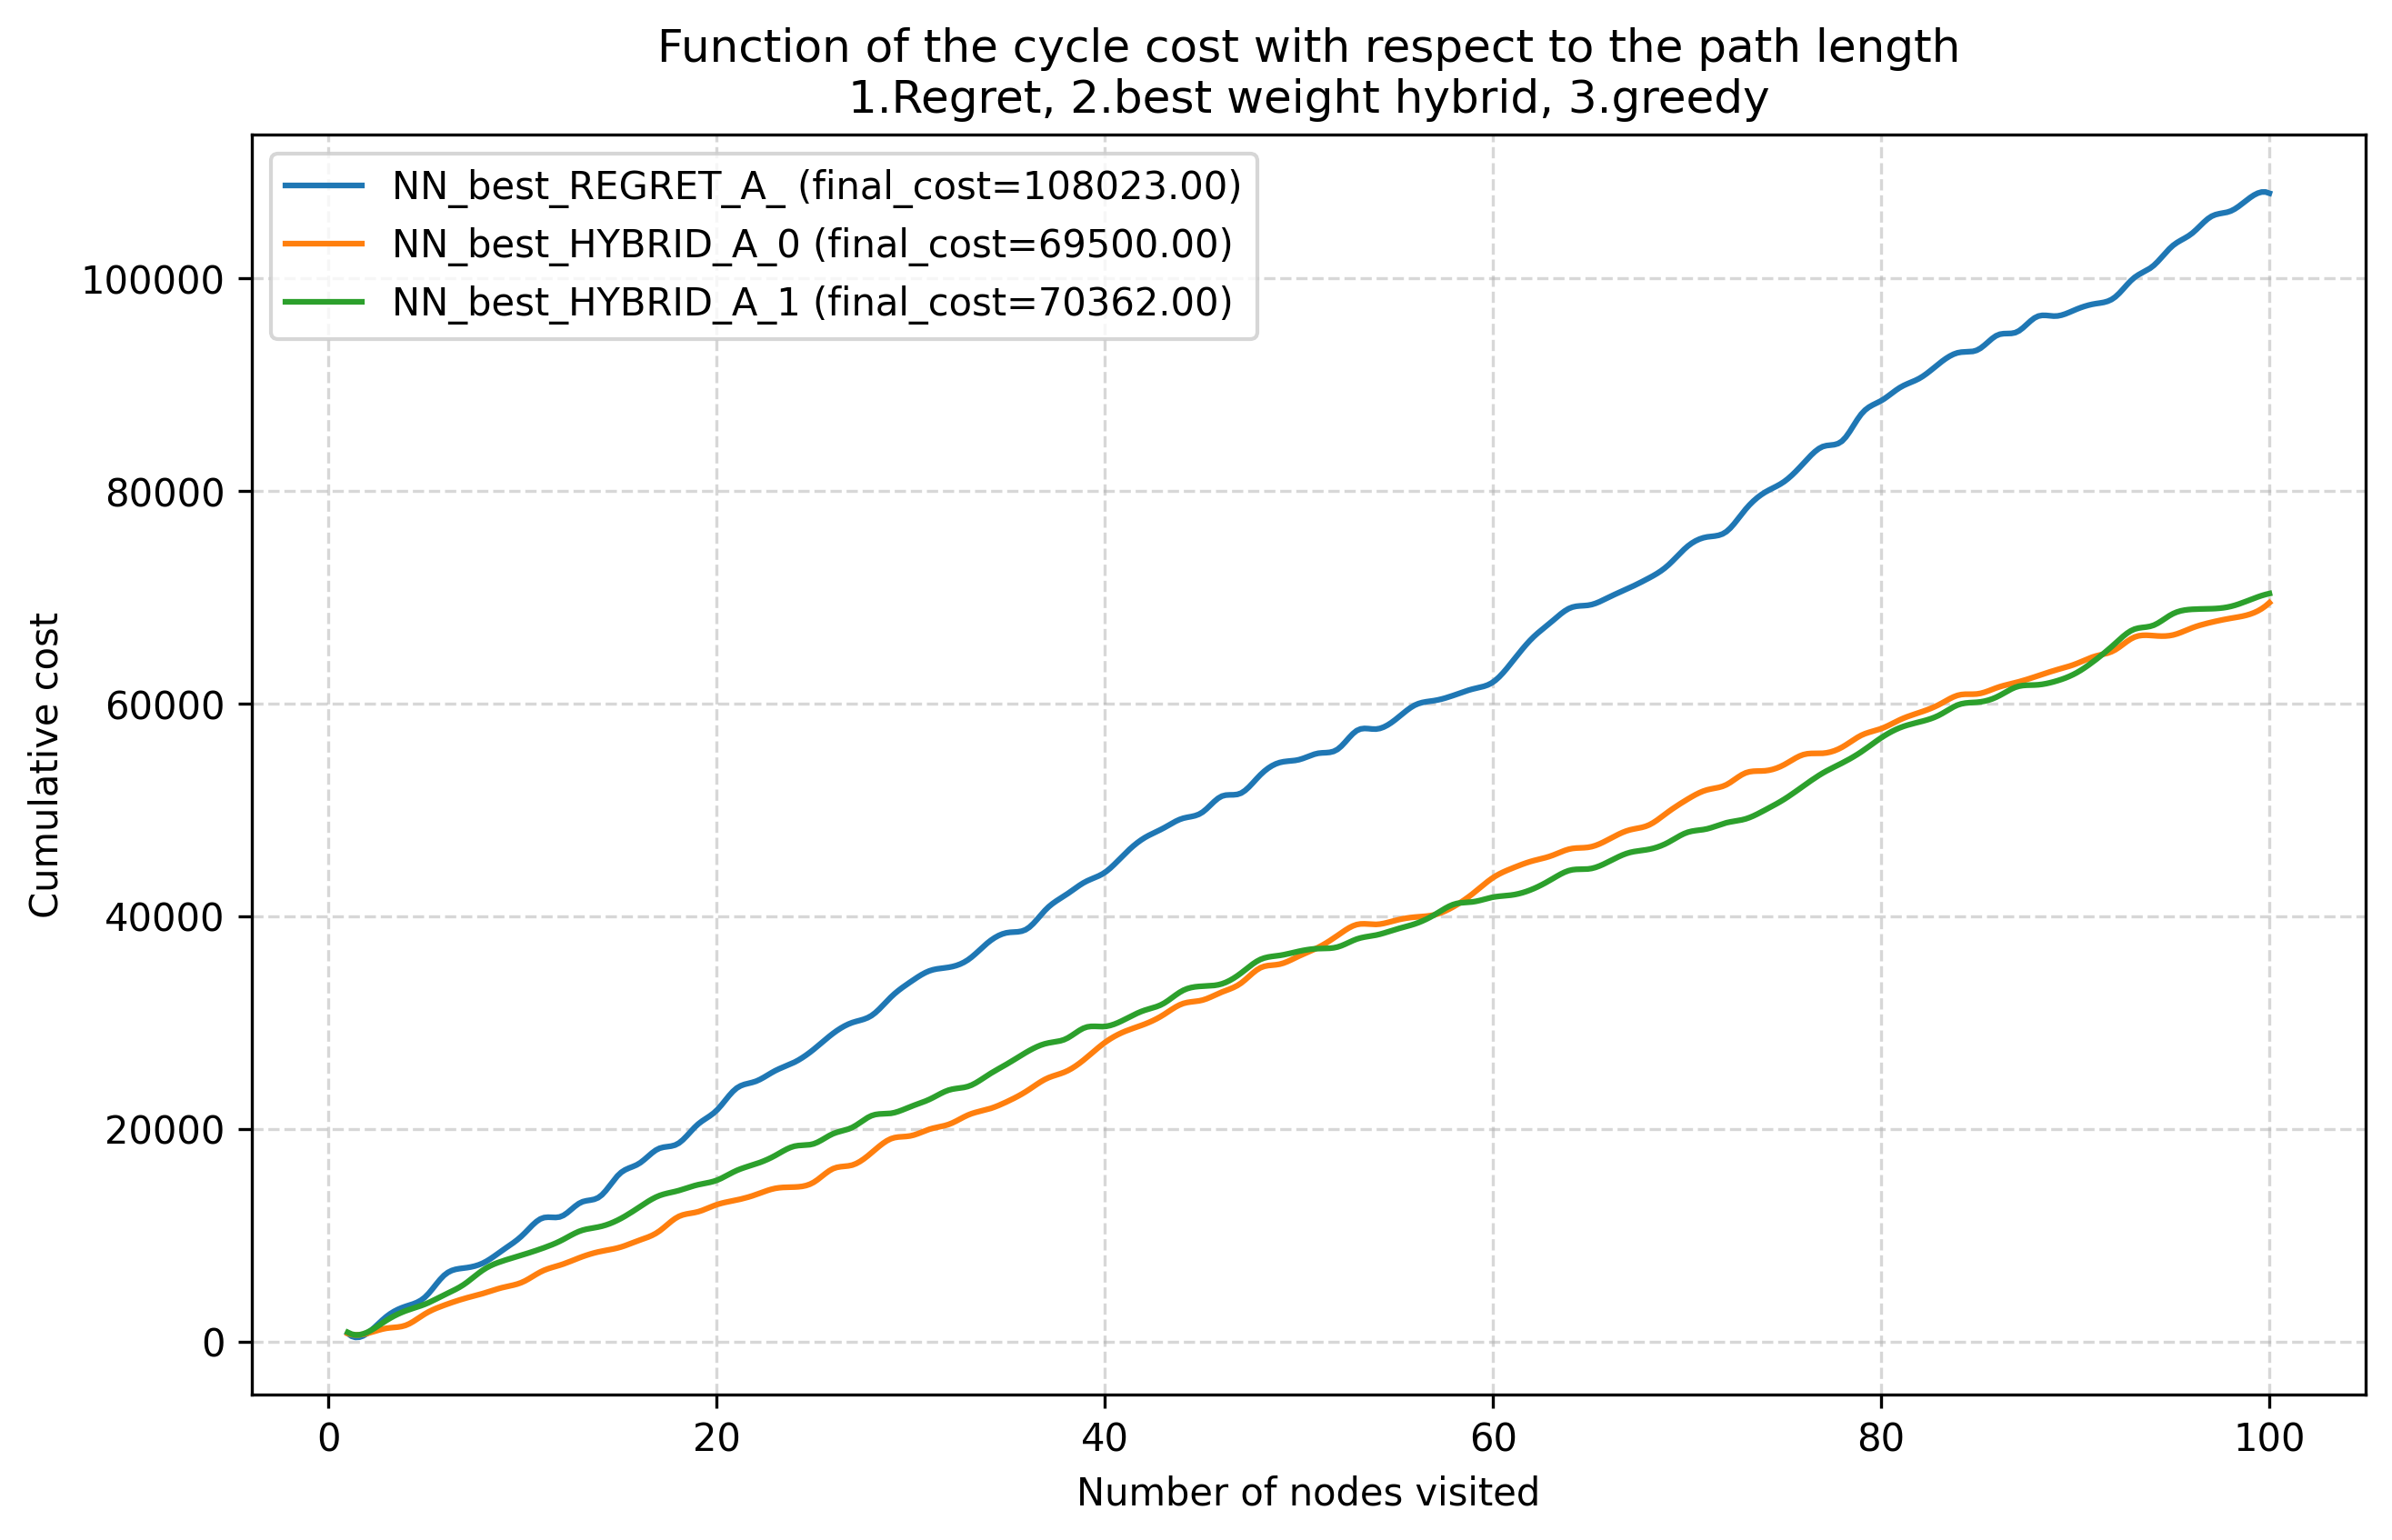 Function of the cycle cost with respect to the path length
1.Regret, 2.best weight hybrid, 3.greedy
NN_best_REGRET_A_ (final_cost=108023.00)
NN_best_HYBRID_A_0 (final_cost=69500.00)
NN_best_HYBRID_A_1 (final_cost=70362.00)
Cumulative cost
100000
80000
60000
40000
20000
0
0 20 40 60 80 100
Number of nodes visited